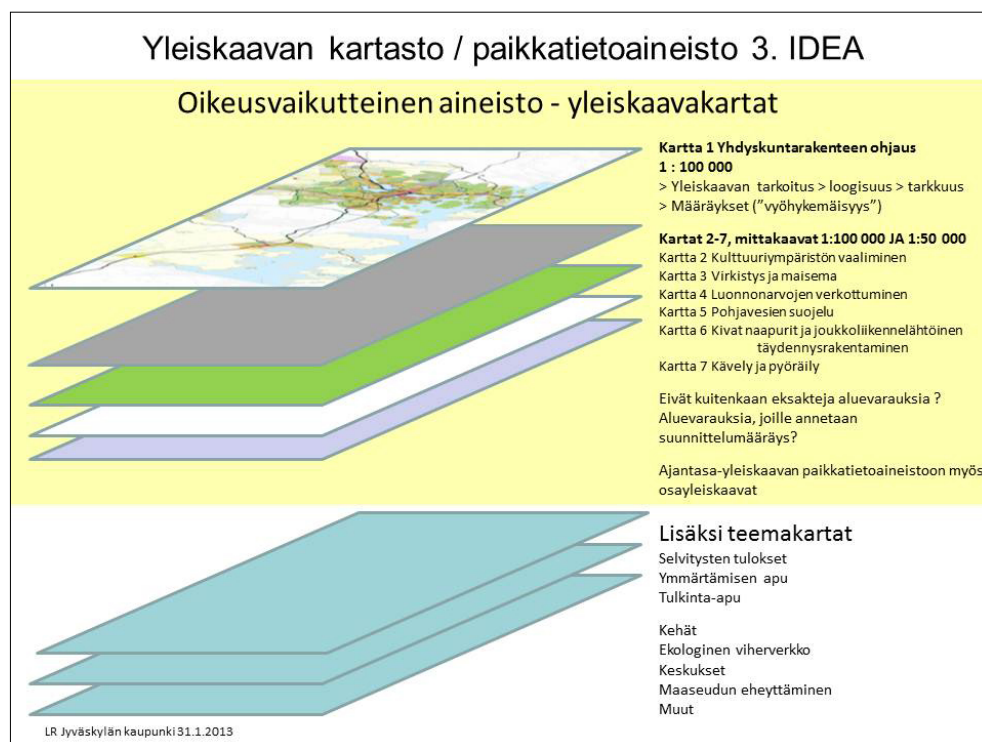 Yleiskaavan kartasto / paikkatietoaineisto 3. IDEA
Oikeusvaikutteinen aineisto - yleiskaavakartat
Kartta 1 Yhdyskuntarakenteen ohjaus
1 : 100 000
> Yleiskaavan tarkoitus > loogisuus > tarkkuus
> Määräykset ("vyöhykemäisyys")
Kartat 2-7, mittakaavat 1:100 000 JA 1:50 000
Kartta 2 Kulttuuriympäristön vaaliminen
Kartta 3 Virkistys ja maisema
Kartta 4 Luonnonarvojen verkottuminen
Kartta 5 Pohjavesien suojelu
Kartta 6 Kivat naapurit ja joukkoliikennelähtöinen
täydennysrakentaminen
Kartta 7 Kävely ja pyöräily
Eivät kuitenkaan eksakteja aluevarauksia ?
Aluevarauksia, joille annetaan
suunnittelumääräys?
Ajantasa-yleiskaavan paikkatietoaineistoon myös
osayleiskaavat
Lisäksi teemakartat
Selvitysten tulokset
Ymmärtämisen apu
Tulkinta-apu
Kehät
Ekologinen viherverkko
Keskukset
Maaseudun eheyttäminen
Muut
LR Jyväskylän kaupunki 31.1.2013